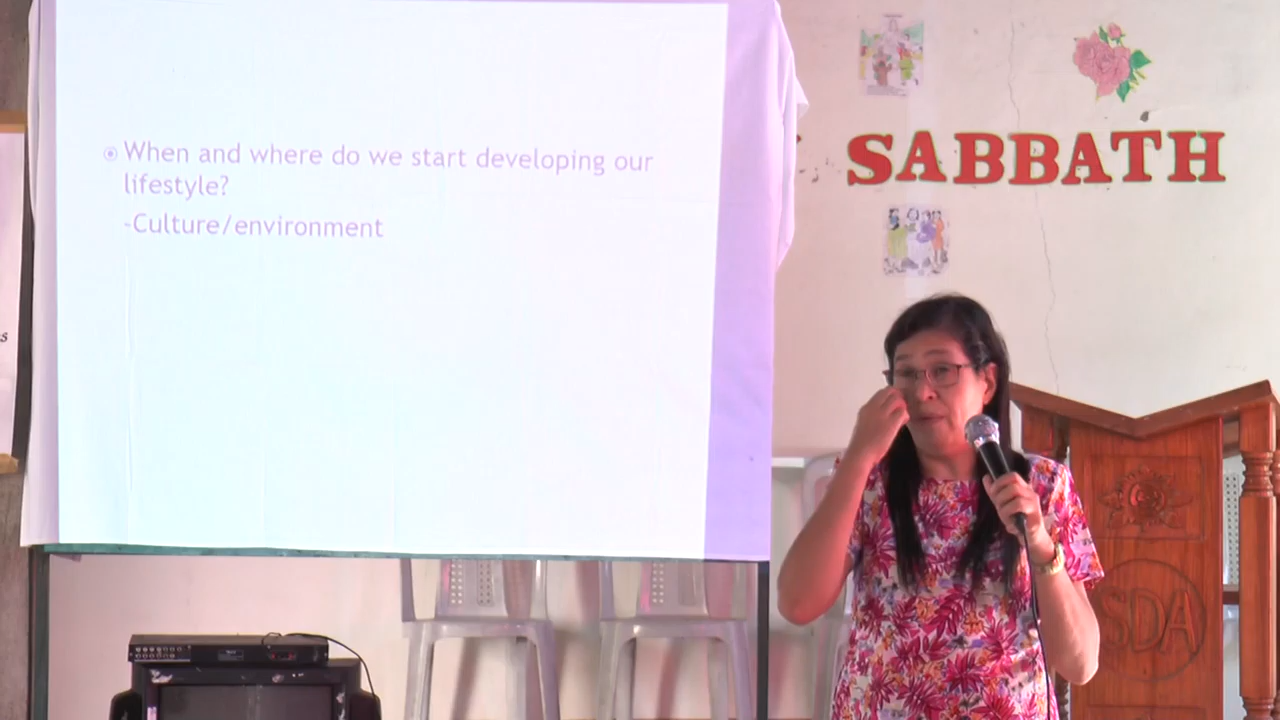 When and where do we start developing our
lifestyle?
-Culture/environment
SABBATH
SDA